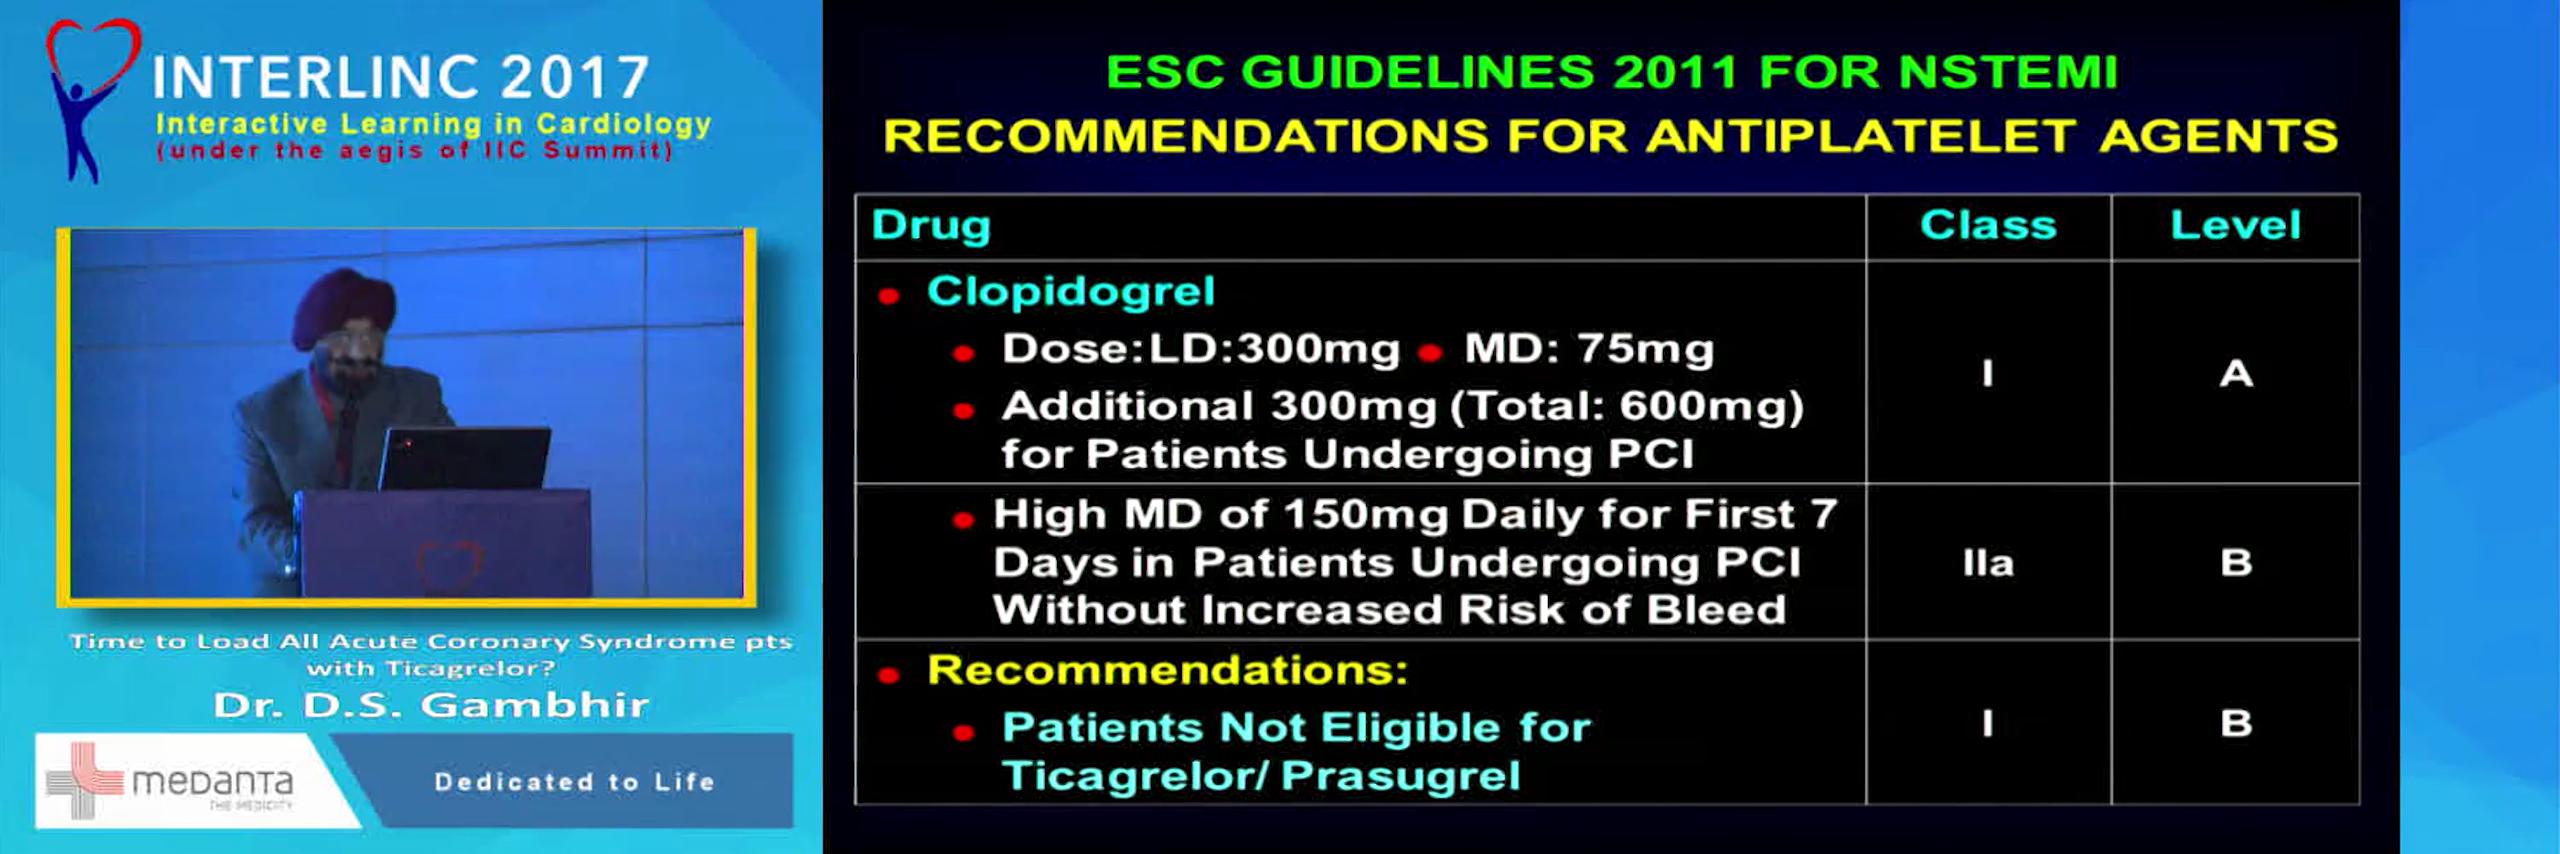 INTERLINC 2017
Interactive Learning in Cardiology
(under the aegis of IIC Summit)
Time to Load All Acute Coronary Syndrome pts
with Ticagrelor?
Dr. D.S. Gambhir
medanta
THE MEDICITY
Dedicated to Life
ESC GUIDELINES 2011 FOR NSTEMI
RECOMMENDATIONS FOR ANTIPLATELET AGENTS
Drug Class Level
• Clopidogrel
• Dose:LD:300mg • MD: 75mg
• Additional 300mg (Total: 600mg)
for Patients Undergoing PCI
I A
• High MD of 150mg Daily for First 7
Days in Patients Undergoing PCI
Without Increased Risk of Bleed
IIa B
• Recommendations:
• Patients Not Eligible for
Ticagrelor/ Prasugrel
I B